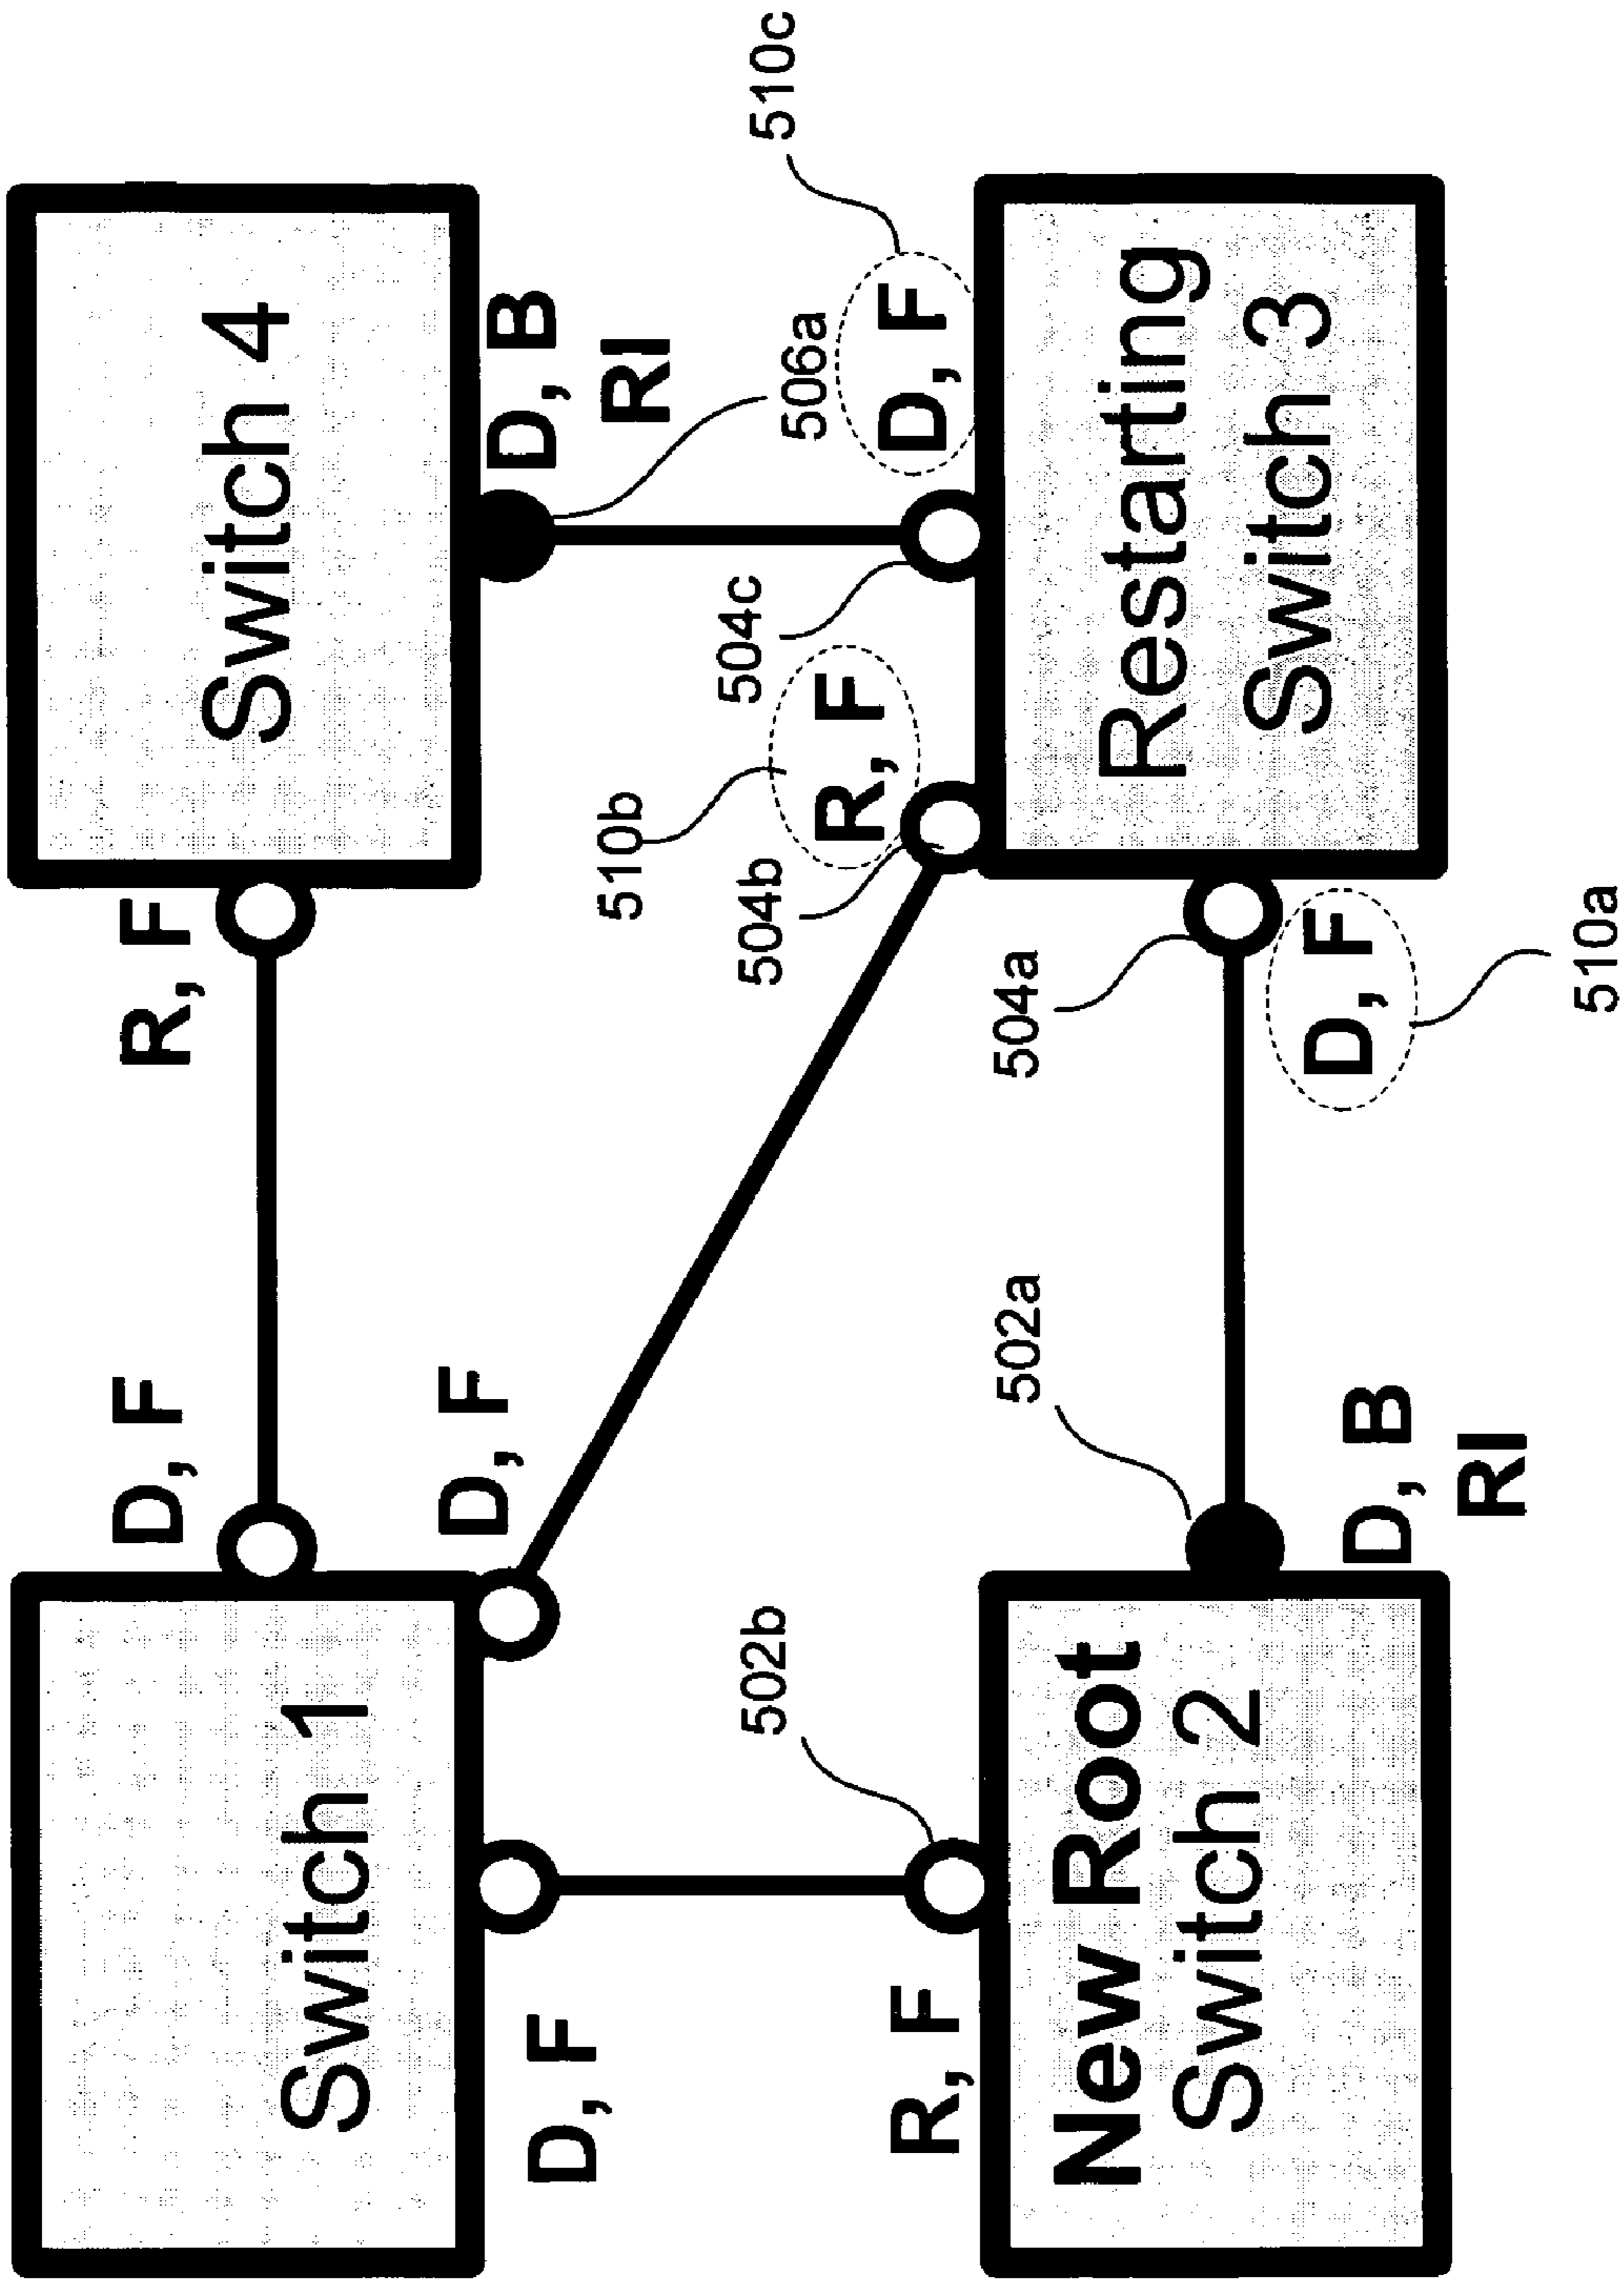 Switch 1
D, F
D, F
D, F
R, F
Switch 4
D, B
RI
506a
510c
D, F
504c
510b
R, F
504b
502b
R, F
New Root
Switch 2
502a
D, B
RI
504a
D, F
510a
Restarting
Switch 3